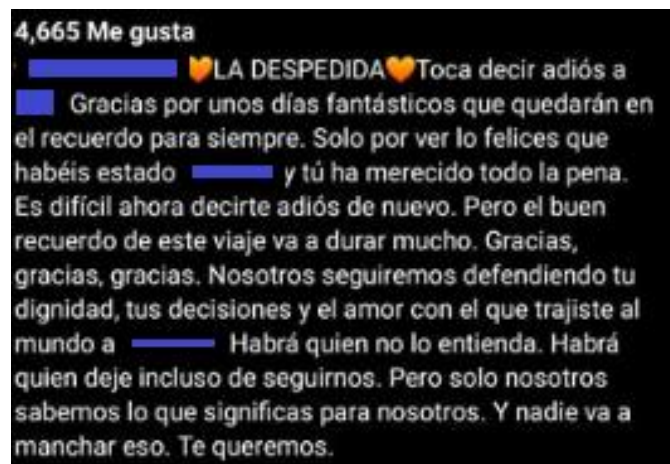 4,665 Me gusta
🧡LA DESPEDIDA🧡Toca decir adiós a
Gracias por unos días fantásticos que quedarán en
el recuerdo para siempre. Solo por ver lo felices que
habéis estado y tú ha merecido todo la pena.
Es difícil ahora decirte adiós de nuevo. Pero el buen
recuerdo de este viaje va a durar mucho. Gracias,
gracias, gracias. Nosotros seguiremos defendiendo tu
dignidad, tus decisiones y el amor con el que trajiste al
mundo a Habrá quien no lo entienda. Habrá
quien deje incluso de seguirnos. Pero solo nosotros
sabemos lo que significas para nosotros. Y nadie va a
manchar eso. Te queremos.